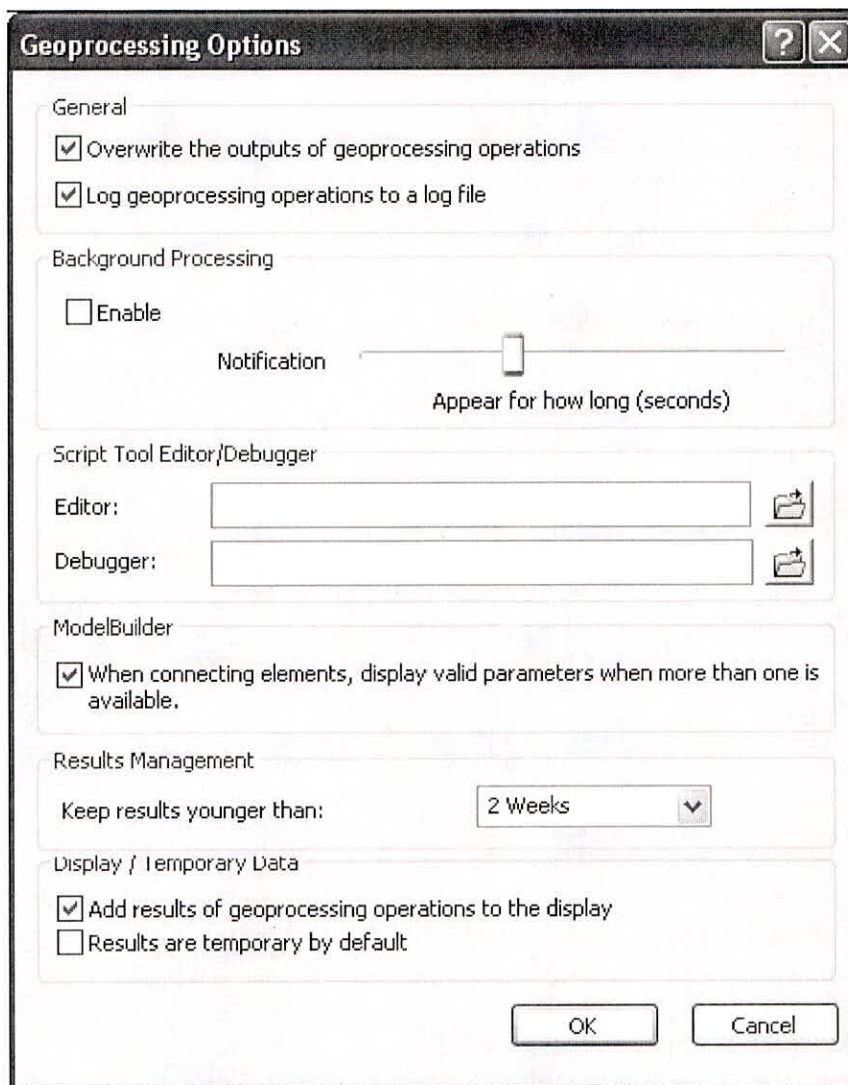 Geoprocessing Options
General
Overwrite the outputs of geoprocessing operations
Log geoprocessing operations to a log file
Background Processing
Enable
Notification
Appear for how long (seconds)
Script Tool Editor/Debugger
Editor:
Debugger:
ModelBuilder
When connecting elements, display valid parameters when more than one is
available.
Results Management
Keep results younger than:
2 Weeks
Display / Temporary Data
Add results of geoprocessing operations to the display
Results are temporary by default
OK
Cancel